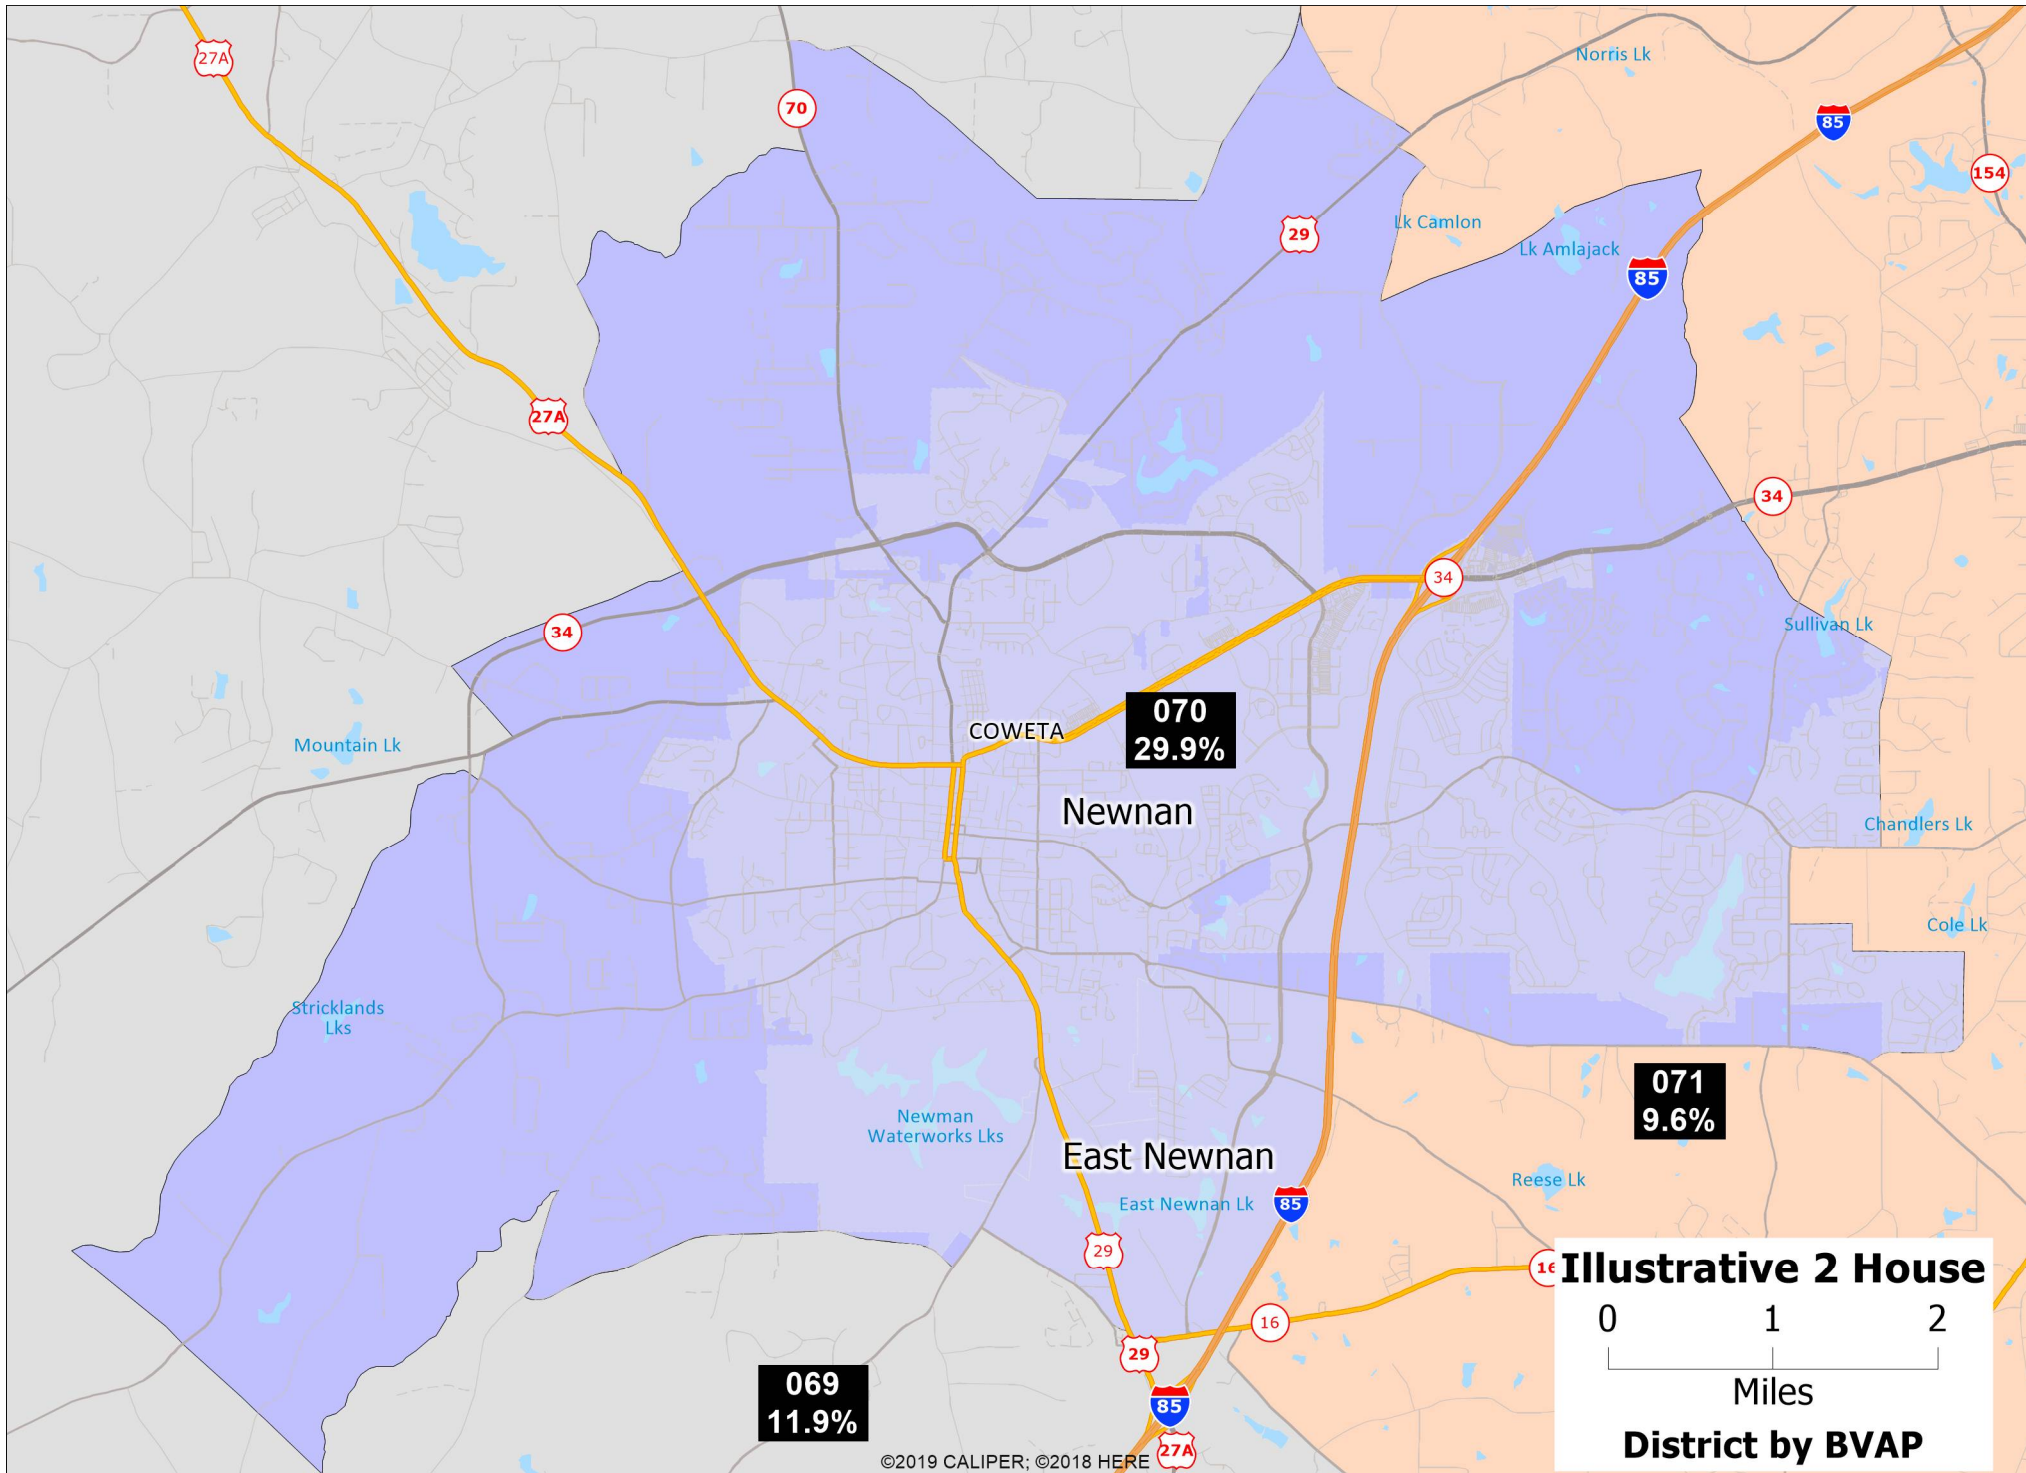 27A
70
Norris Lk
85
154
29
Lk Camlon
Lk Amlajack
85
27A
34
34
34
Sullivan Lk
Mountain Lk
COWETA
070
29.9%
Newnan
Chandlers Lk
Cole Lk
Stricklands
Lks
071
9.6%
Newman
Waterworks Lks
East Newnan
Reese Lk
East Newnan Lk
85
29
16
16
29
Illustrative 2 House
0 1 2
Miles
District by BVAP
069
11.9%
85
27A
©2019 CALIPER; ©2018 HERE